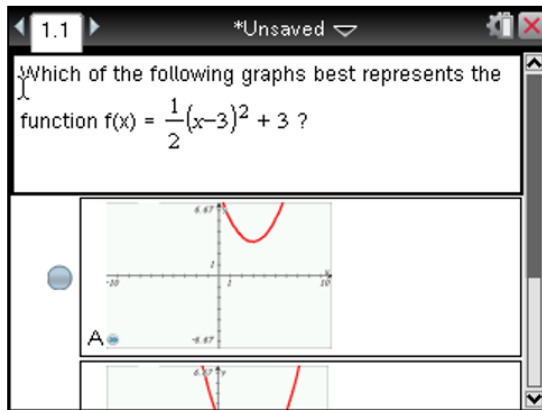 1.1 *Unsaved
Which of the following graphs best represents the
function f(x) = 1/2(x-3)² + 3 ?
6.67 y
1
-10 1 10
A -6.67
6.67 y